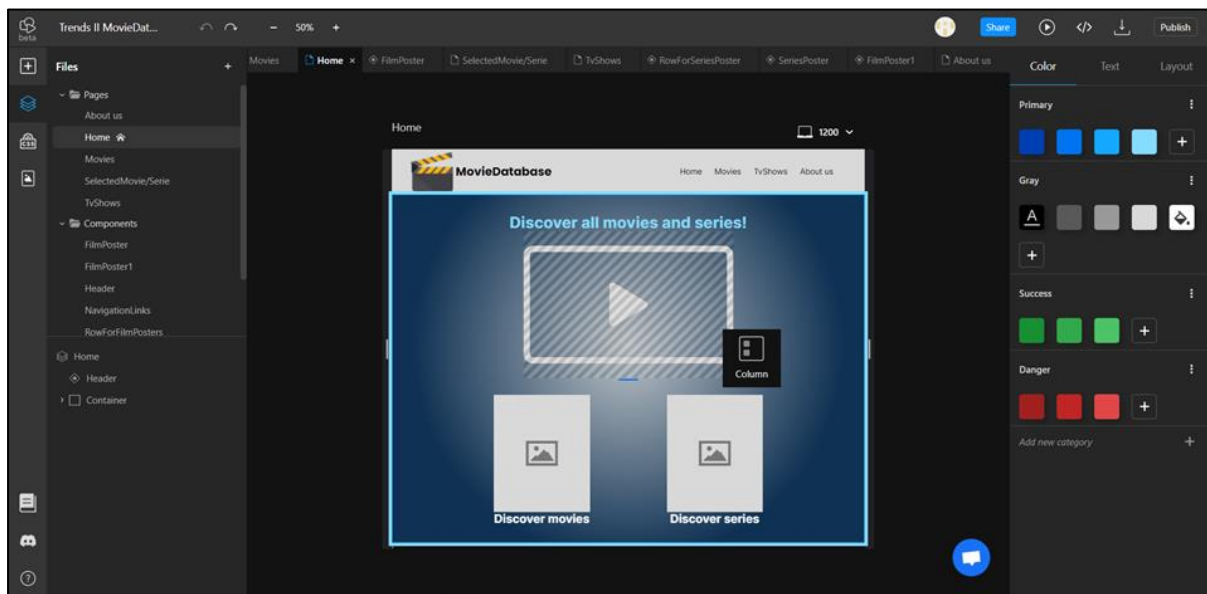 beta
Trends II MovieDat...
50%
Share
</>
Publish
Files
Pages
About us
Home
Movies
SelectedMovie/Serie
TvShows
Components
FilmPoster
FilmPoster1
Header
NavigationLinks
RowForFilmPosters
Home
Header
Container
CSS
Movies
Home
FilmPoster
SelectedMovie/Serie
TvShows
RowForSeriesPoster
SeriesPoster
FilmPoster1
About us
Home
1200
MovieDatabase
Home Movies TvShows About us
Discover all movies and series!
Column
Discover movies
Discover series
Color Text Layout
Primary
Gray
A
Success
Danger
Add new category